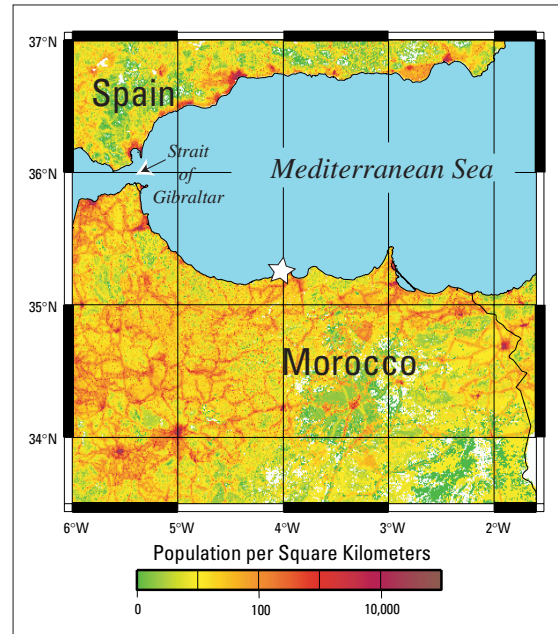 37°N
Spain
Strait
of
Gibraltar
Mediterranean Sea
36°N
35°N
Morocco
34°N
6°W 5°W 4°W 3°W 2°W
Population per Square Kilometers
0 100 10,000